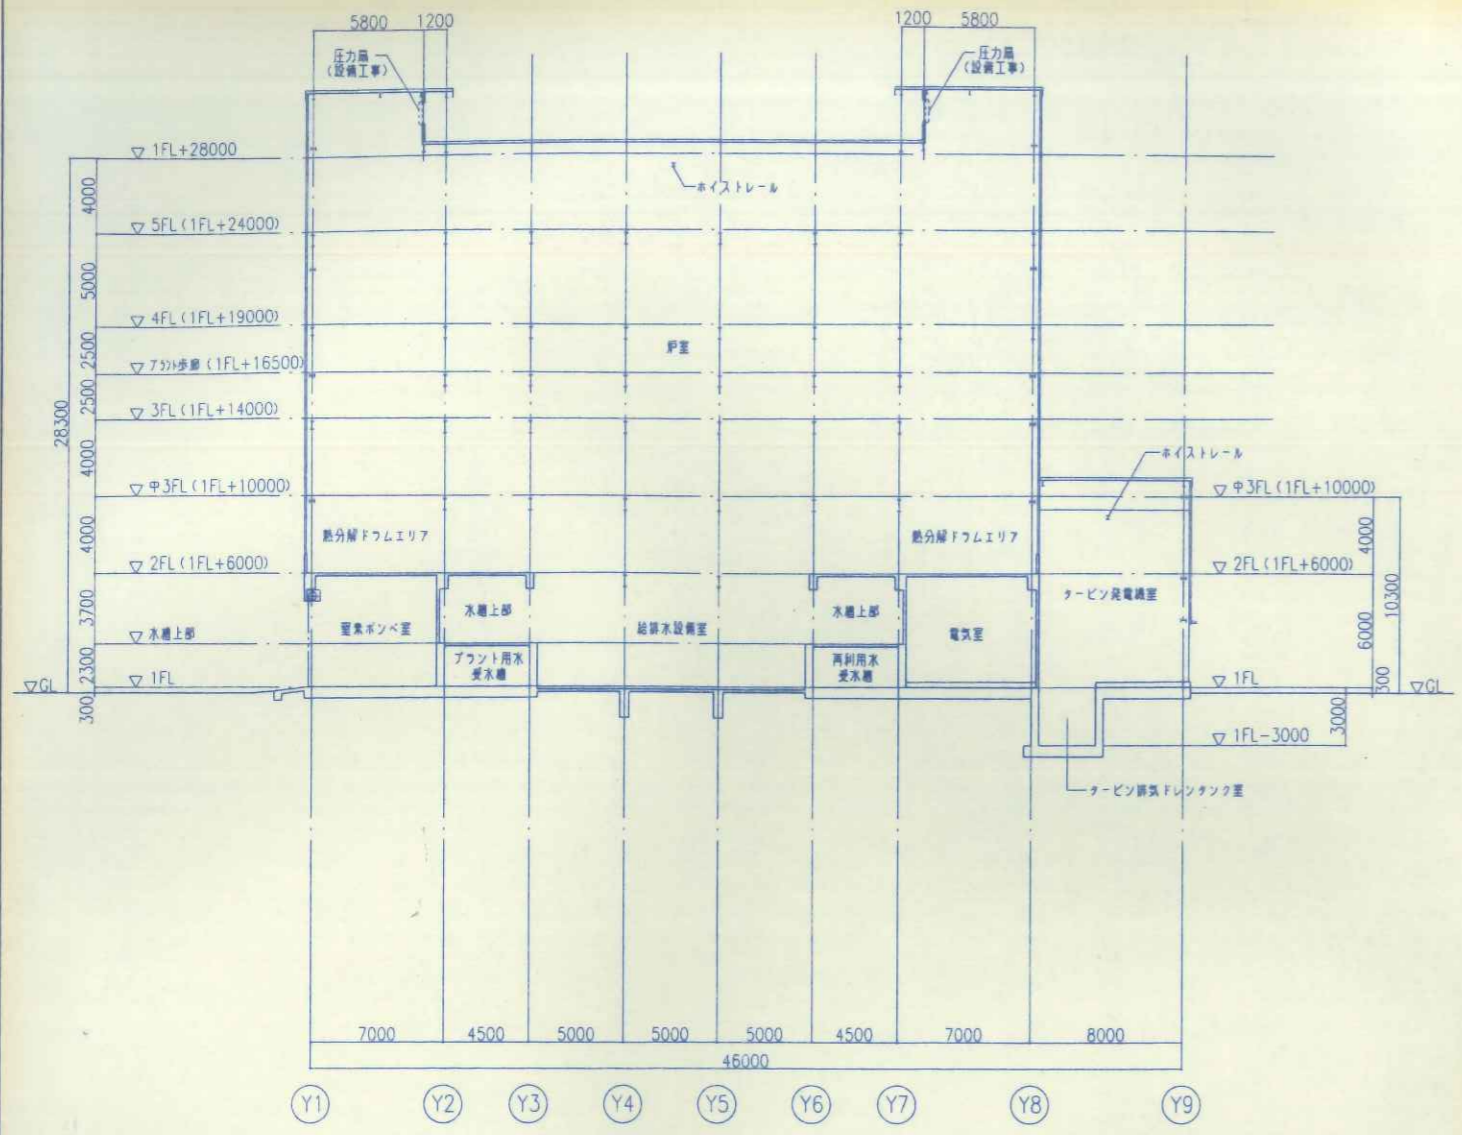 5800 1200
1200 5800
圧力扇
(設備工事)
圧力扇
(設備工事)
▽ 1FL+28000
ホイストレール
4000
▽ 5FL (1FL+24000)
5000
▽ 4FL (1FL+19000)
炉室
2500
▽ プラント歩廊 (1FL+16500)
2500
▽ 3FL (1FL+14000)
28300
4000
ホイストレール
▽ 中3FL (1FL+10000)
▽ 中3FL (1FL+10000)
4000
熱分解ドラムエリア
熱分解ドラムエリア
4000
▽ 2FL (1FL+6000)
▽ 2FL (1FL+6000)
タービン発電機室
10300
3700
水槽上部
水槽上部
窒素ボンベ室
給排水設備室
電気室
6000
▽ 水槽上部
プラント用水
受水槽
再利用水
受水槽
2300
▽ 1FL
▽ 1FL
▽GL
▽GL
300
300
3000
▽ 1FL-3000
タービン排気ドレンタンク室
7000 4500 5000 5000 5000 4500 7000 8000
46000
Y1 Y2 Y3 Y4 Y5 Y6 Y7 Y8 Y9